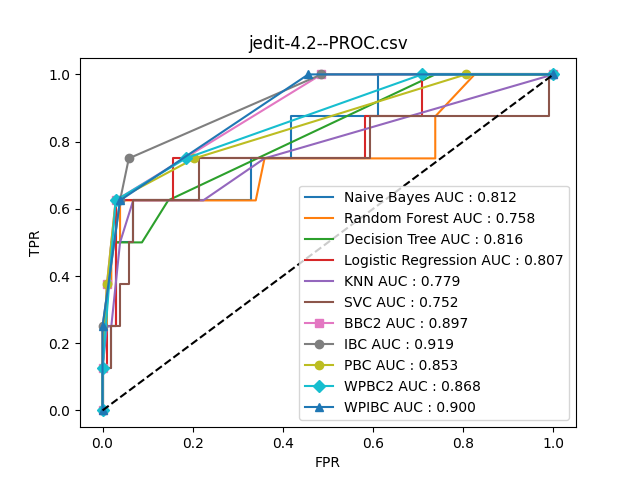 jedit-4.2--PROC.csv
1.0
0.8
0.6
0.4
0.2
0.0
TPR
Naive Bayes AUC : 0.812
Random Forest AUC : 0.758
Decision Tree AUC : 0.816
Logistic Regression AUC : 0.807
KNN AUC : 0.779
SVC AUC : 0.752
BBC2 AUC : 0.897
IBC AUC : 0.919
PBC AUC : 0.853
WPBC2 AUC : 0.868
WPIBC AUC : 0.900
0.0 0.2 0.4 0.6 0.8 1.0
FPR